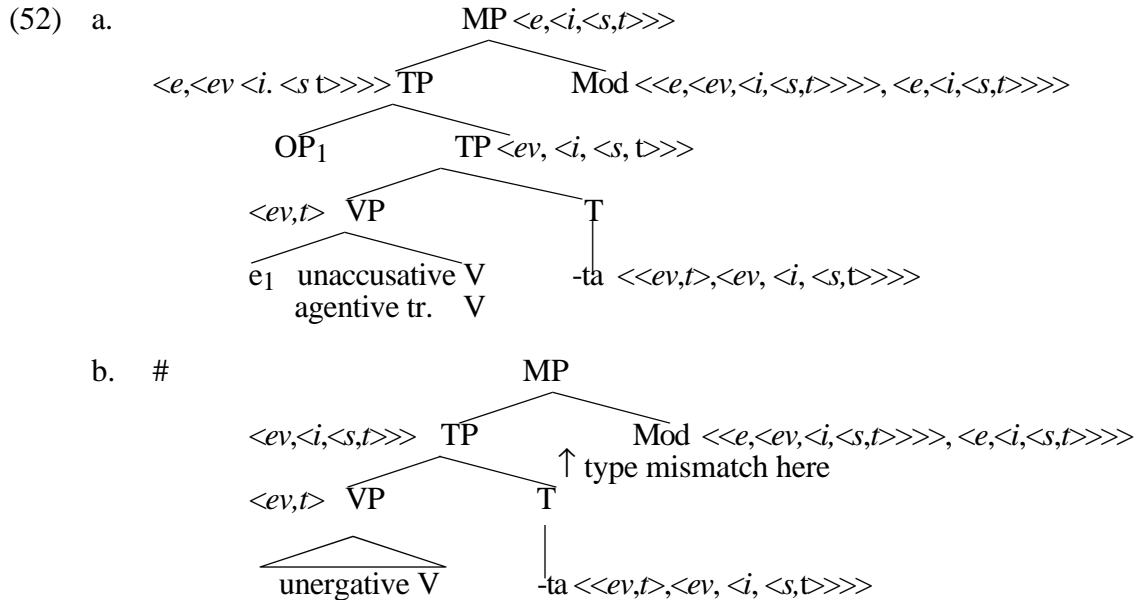 (52) a. MP <e,<i,<s,t>>>
<e,<ev <i. <s t>>>> TP Mod <<e,<ev,<i,<s,t>>>>, <e,<i,<s,t>>>>
OP1 TP <ev, <i, <s, t>>>
<ev,t> VP T
e1 unaccusative V -ta <<ev,t>,<ev, <i, <s,t>>>>
agentive tr. V
b. # MP
<ev,<i,<s,t>>> TP Mod <<e,<ev,<i,<s,t>>>>, <e,<i,<s,t>>>>
↑ type mismatch here
<ev,t> VP T
unergative V -ta <<ev,t>,<ev, <i, <s,t>>>>